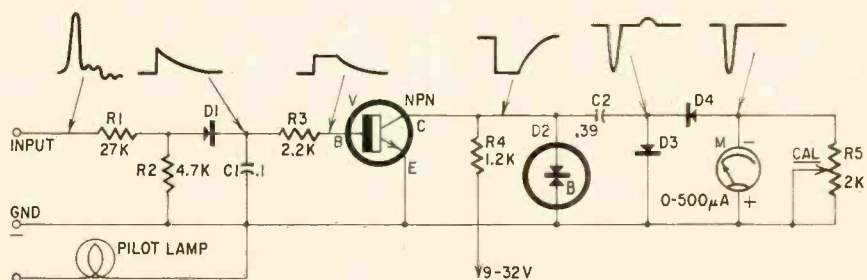 NPN
V
C
B
E
INPUT
R1
27K
D1
R2
4.7K
C1
.1
R3
2.2K
R4
1.2K
D2
B
C2
.39
D3
D4
M
−
+
0-500μA
CAL
R5
2K
GND
−
PILOT LAMP
9-32V